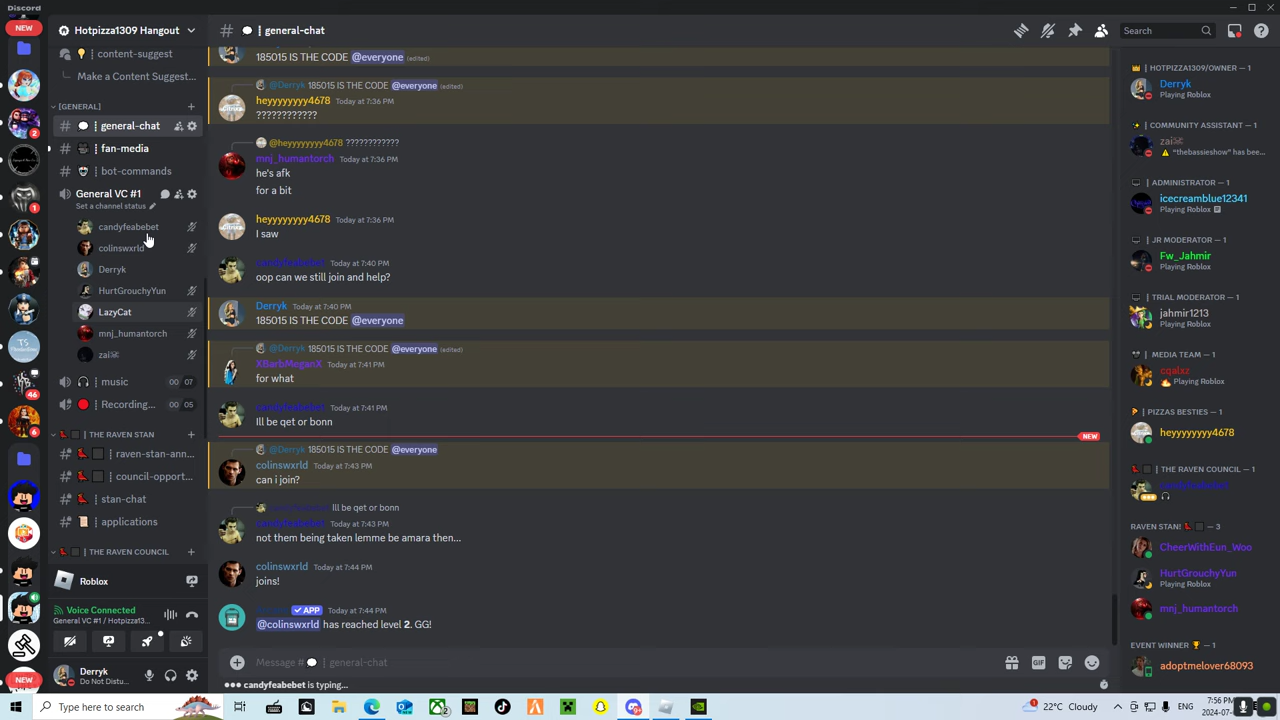 Discord
NEW
2
1
46
6
NEW
Hotpizza1309 Hangout
content-suggest
Make a Content Suggest...
[GENERAL]
general-chat
fan-media
bot-commands
General VC #1
Set a channel status
candyfeabebet
colinswxrld
Derryk
HurtGrouchyYun
LazyCat
mnj_humantorch
zai
music 00 07
Recording... 00 05
THE RAVEN STAN
raven-stan-ann...
council-opport...
stan-chat
applications
THE RAVEN COUNCIL
Roblox
Voice Connected
General VC #1 / Hotpizza13...
Derryk
Do Not Distu...
general-chat
Search
185015 IS THE CODE @everyone (edited)
@Derryk 185015 IS THE CODE @everyone (edited)
heyyyyyyyy4678 Today at 7:36 PM
????????????
@heyyyyyyyy4678 ????????????
mnj_humantorch Today at 7:36 PM
he's afk
for a bit
heyyyyyyyy4678 Today at 7:36 PM
I saw
candyfeabebet Today at 7:40 PM
oop can we still join and help?
Derryk Today at 7:40 PM
185015 IS THE CODE @everyone
@Derryk 185015 IS THE CODE @everyone (edited)
XBarbMeganX Today at 7:41 PM
for what
candyfeabebet Today at 7:41 PM
Ill be qet or bonn
NEW
@Derryk 185015 IS THE CODE @everyone
colinswxrld Today at 7:43 PM
can i join?
candyfeabebet Ill be qet or bonn
candyfeabebet Today at 7:43 PM
not them being taken lemme be amara then...
colinswxrld Today at 7:44 PM
joins!
APP Today at 7:44 PM
@colinswxrld has reached level 2. GG!
Message # general-chat
GIF
candyfeabebet is typing...
HOTPIZZA1309/OWNER — 1
Derryk
Playing Roblox
COMMUNITY ASSISTANT — 1
zai
"thebassieshow" has bee...
ADMINISTRATOR — 1
icecreamblue12341
Playing Roblox
JR MODERATOR — 1
Fw_Jahmir
Playing Roblox
TRIAL MODERATOR — 1
jahmir1213
MEDIA TEAM — 1
cqalxz
Playing Roblox
PIZZAS BESTIES — 1
heyyyyyyyy4678
THE RAVEN COUNCIL — 1
candyfeabebet
RAVEN STAN! — 3
CheerWithEun_Woo
HurtGrouchyYun
Playing Roblox
mnj_humantorch
EVENT WINNER — 1
adoptmelover68093
Type here to search
22°C Cloudy
ENG
7:56 PM